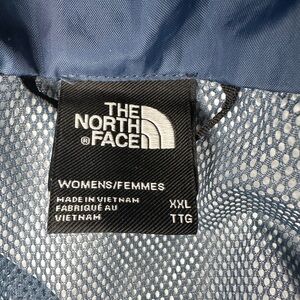 THE
NORTH
®FACE
WOMENS/FEMMES
MADE IN VIETNAM XXL
FABRIQUÉ AU TTG
VIETNAM